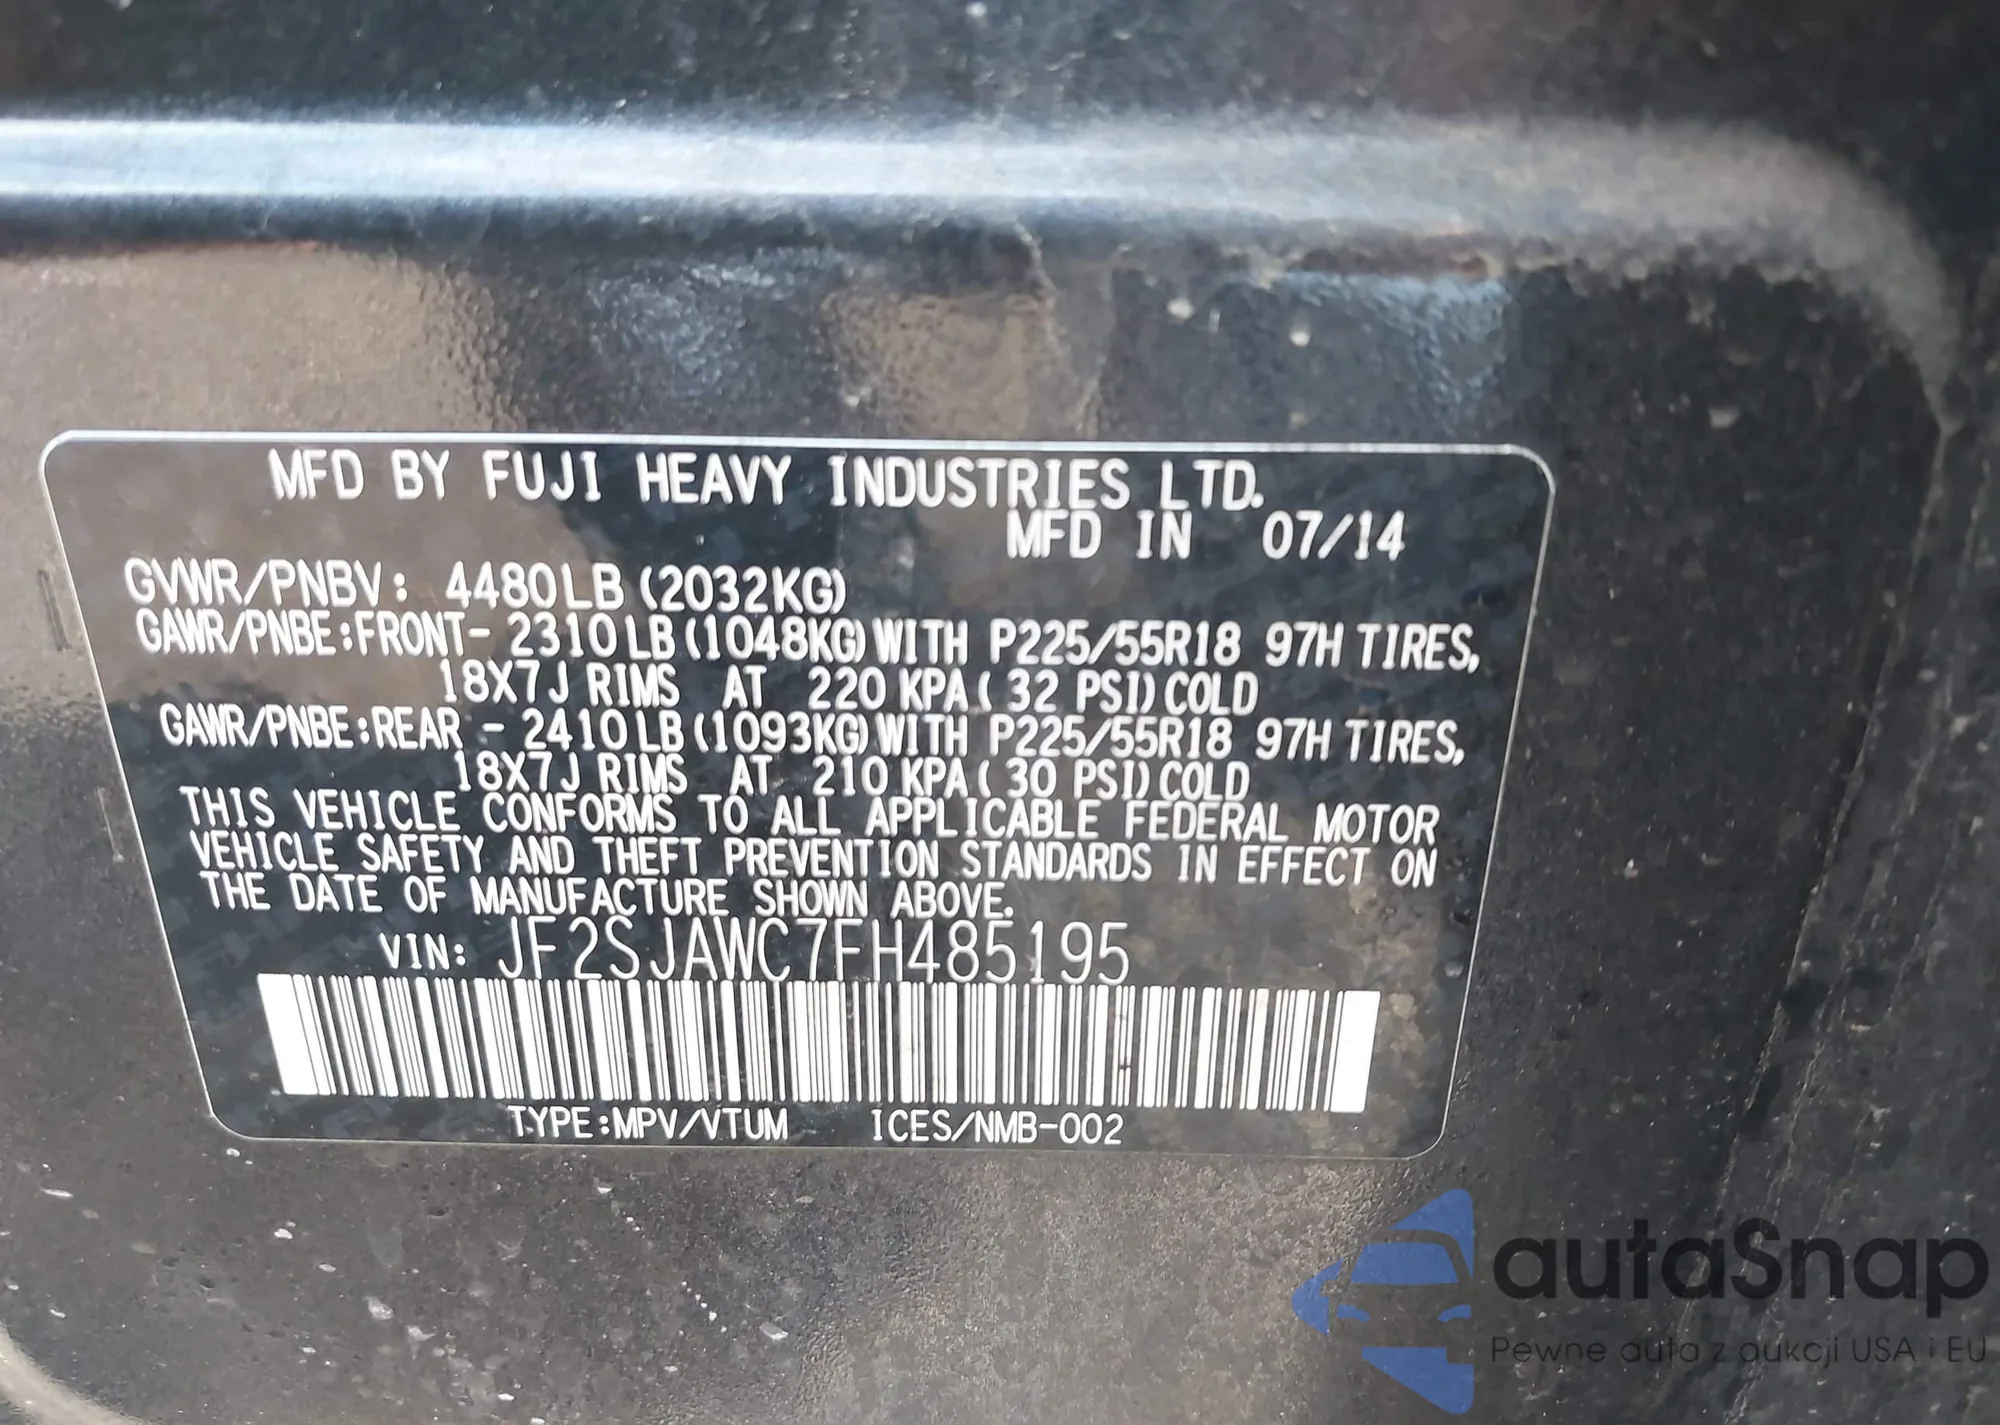 MFD BY FUJI HEAVY INDUSTRIES LTD.
MFD IN 07/14
GVWR/PNBV: 4480LB (2032KG)
GAWR/PNBE:FRONT- 2310LB(1048KG)WITH P225/55R18 97H TIRES,
18X7J RIMS AT 220 KPA( 32 PSI)COLD
GAWR/PNBE:REAR - 2410LB(1093KG)WITH P225/55R18 97H TIRES,
18X7J RIMS AT 210 KPA( 30 PSI)COLD
THIS VEHICLE CONFORMS TO ALL APPLICABLE FEDERAL MOTOR
VEHICLE SAFETY AND THEFT PREVENTION STANDARDS IN EFFECT ON
THE DATE OF MANUFACTURE SHOWN ABOVE.
VIN: JF2SJAWC7FH485195
TYPE:MPV/VTUM ICES/NMB-002
autaSnap
Pewne auta z aukcji USA i EU